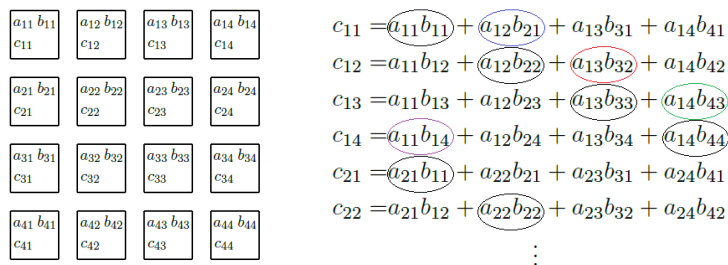 a₁₁ b₁₁ a₁₂ b₁₂ a₁₃ b₁₃ a₁₄ b₁₄
c₁₁ c₁₂ c₁₃ c₁₄
a₂₁ b₂₁ a₂₂ b₂₂ a₂₃ b₂₃ a₂₄ b₂₄
c₂₁ c₂₂ c₂₃ c₂₄
a₃₁ b₃₁ a₃₂ b₃₂ a₃₃ b₃₃ a₃₄ b₃₄
c₃₁ c₃₂ c₃₃ c₃₄
a₄₁ b₄₁ a₄₂ b₄₂ a₄₃ b₄₃ a₄₄ b₄₄
c₄₁ c₄₂ c₄₃ c₄₄
c₁₁ =a₁₁b₁₁ + a₁₂b₂₁ + a₁₃b₃₁ + a₁₄b₄₁
c₁₂ =a₁₁b₁₂ + a₁₂b₂₂ + a₁₃b₃₂ + a₁₄b₄₂
c₁₃ =a₁₁b₁₃ + a₁₂b₂₃ + a₁₃b₃₃ + a₁₄b₄₃
c₁₄ =a₁₁b₁₄ + a₁₂b₂₄ + a₁₃b₃₄ + a₁₄b₄₄
c₂₁ =a₂₁b₁₁ + a₂₂b₂₁ + a₂₃b₃₁ + a₂₄b₄₁
c₂₂ =a₂₁b₁₂ + a₂₂b₂₂ + a₂₃b₃₂ + a₂₄b₄₂
⋮